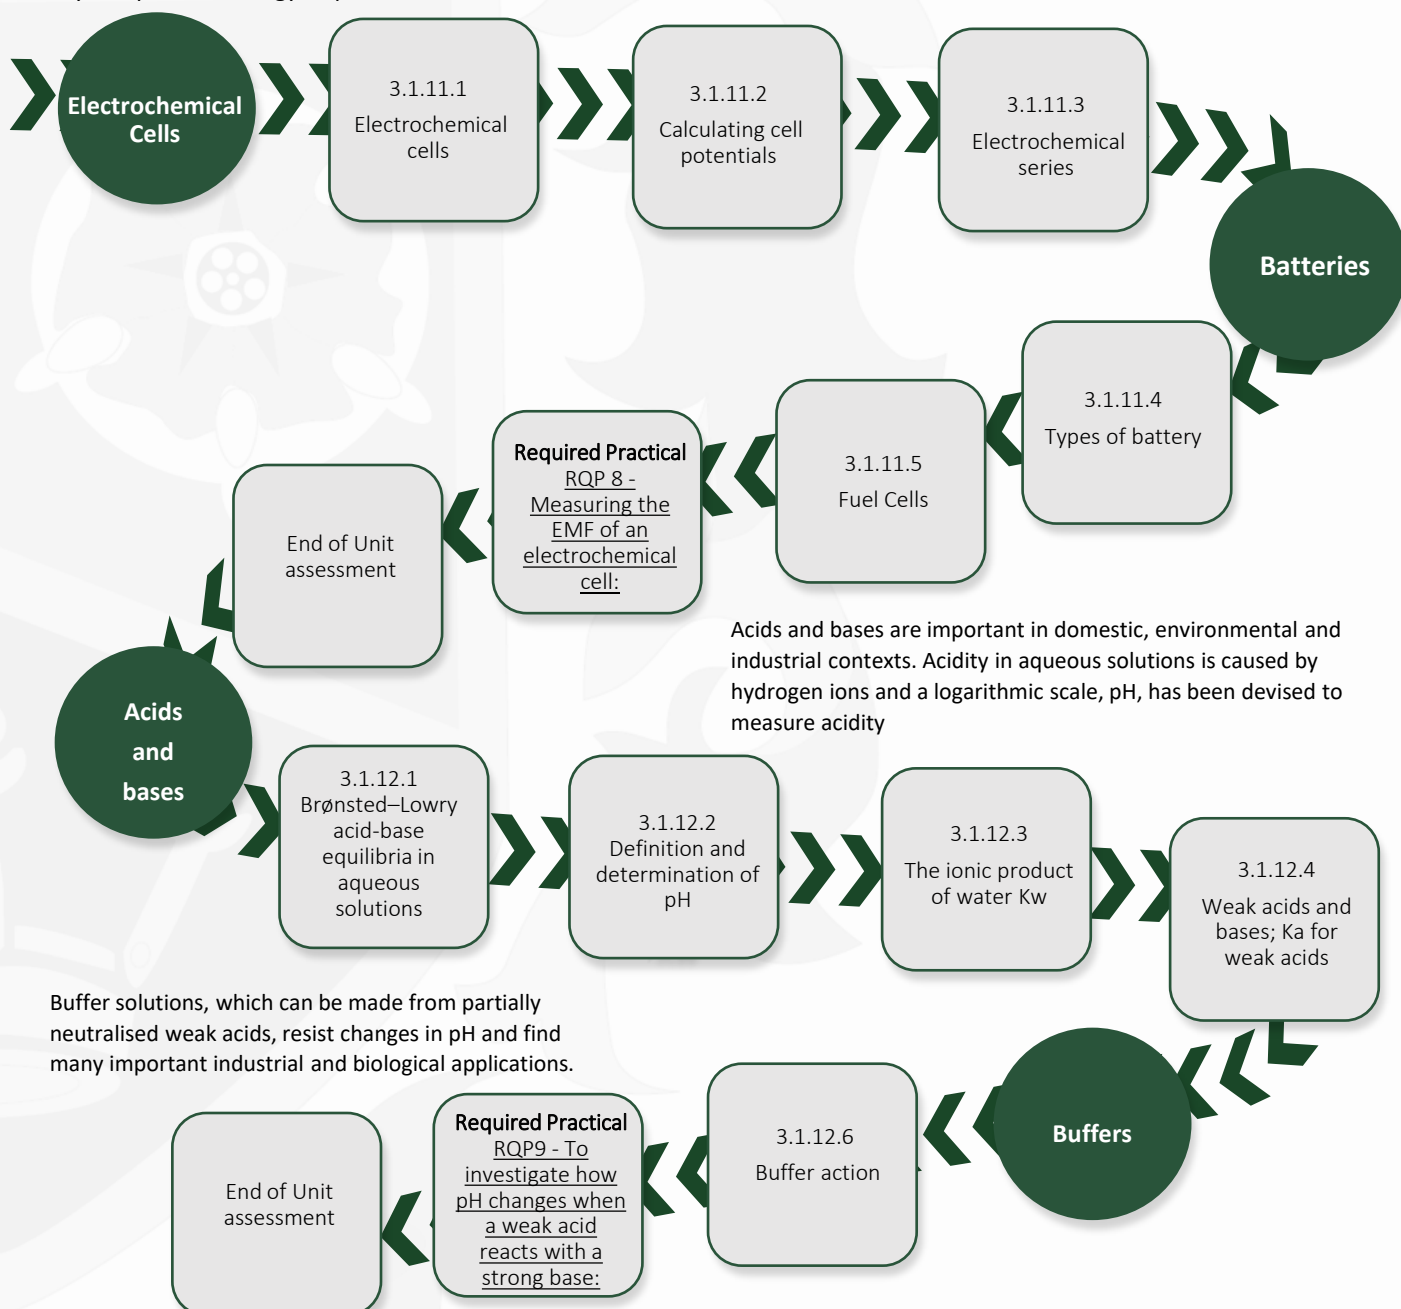 Electrochemical
Cells
3.1.11.1
Electrochemical
cells
3.1.11.2
Calculating cell
potentials
3.1.11.3
Electrochemical
series
Batteries
3.1.11.4
Types of battery
3.1.11.5
Fuel Cells
Required Practical
RQP 8 -
Measuring the
EMF of an
electrochemical
cell:
End of Unit
assessment
Acids and bases are important in domestic, environmental and
industrial contexts. Acidity in aqueous solutions is caused by
hydrogen ions and a logarithmic scale, pH, has been devised to
measure acidity
Acids
and
bases
3.1.12.1
Brønsted–Lowry
acid-base
equilibria in
aqueous
solutions
3.1.12.2
Definition and
determination of
pH
3.1.12.3
The ionic product
of water Kw
3.1.12.4
Weak acids and
bases; Ka for
weak acids
Buffer solutions, which can be made from partially
neutralised weak acids, resist changes in pH and find
many important industrial and biological applications.
Buffers
3.1.12.6
Buffer action
Required Practical
RQP9 - To
investigate how
pH changes when
a weak acid
reacts with a
strong base:
End of Unit
assessment